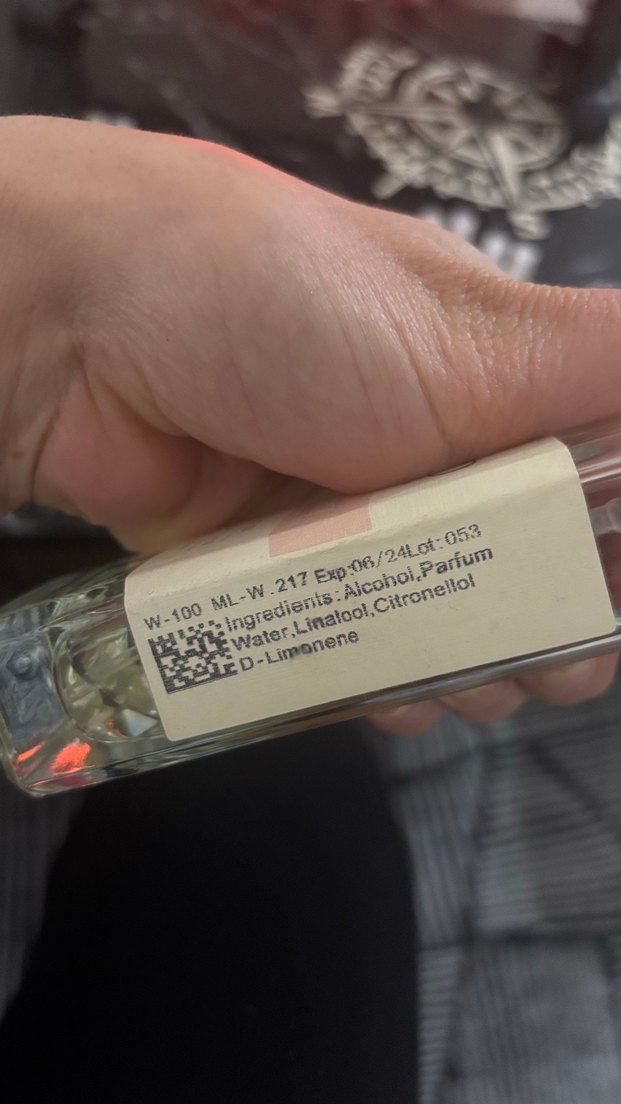 W-100 ML-W.217 Exp:06/24Lot:053
Ingredients:Alcohol,Parfum
Water,Linalool,Citronellol
D-Limonene